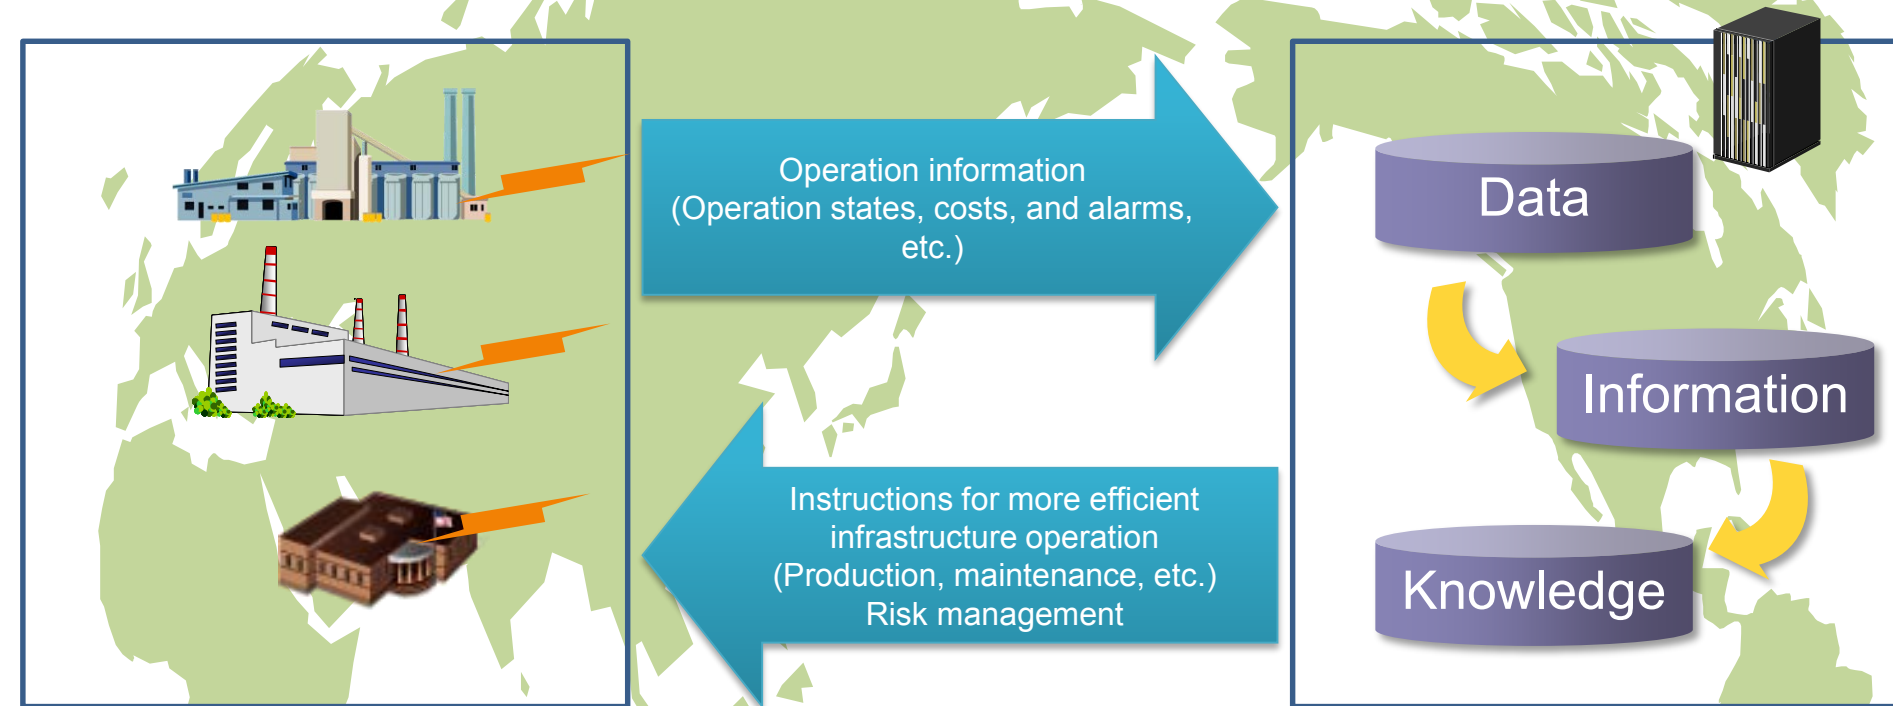 Operation information
(Operation states, costs, and alarms,
etc.)
Data
Information
Knowledge
Instructions for more efficient
infrastructure operation
(Production, maintenance, etc.)
Risk management